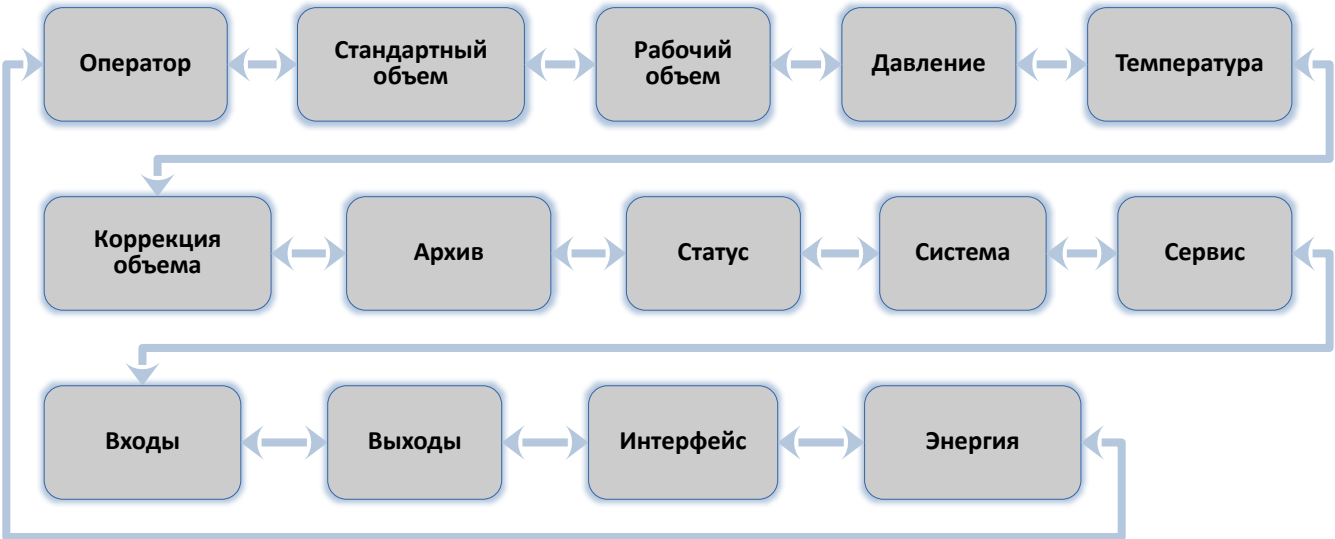 Оператор
Стандартный
объем
Рабочий
объем
Давление
Температура
Коррекция
объема
Архив
Статус
Система
Сервис
Входы
Выходы
Интерфейс
Энергия